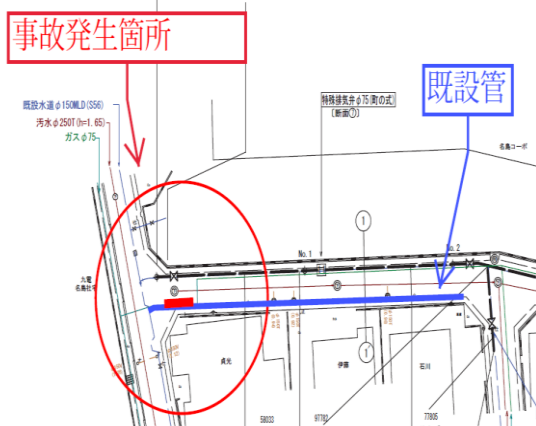 事故発生箇所
既設管
既設水道φ150MLD(S56)
汚水φ250T(h=1.65)
ガスφ75
特殊排気弁φ75(町の式)
(断面①)
名島コーポ
No.1
No.2
1
九電
名島社宅
1
貞光
伊藤
石川
58033
97782
77805